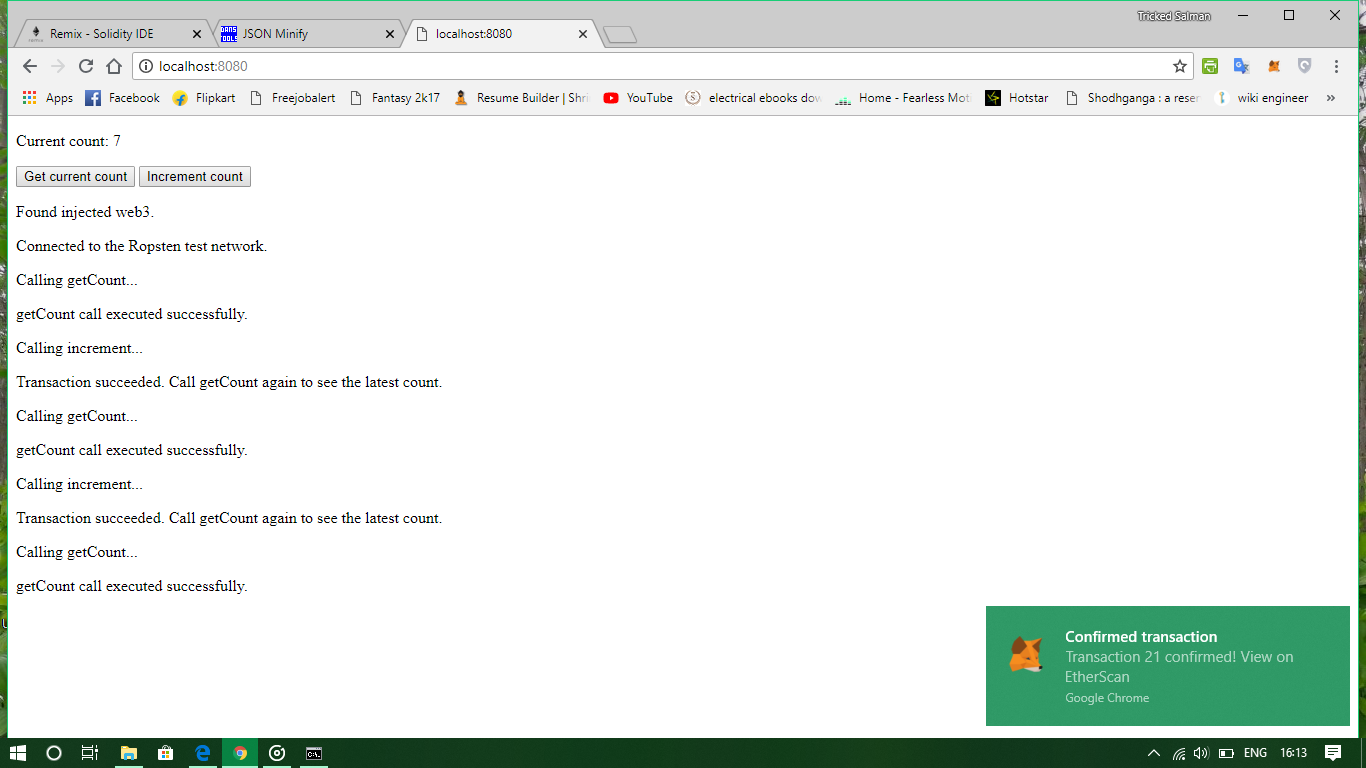 Tricked Salman
Remix - Solidity IDE
DANS TOOLS
JSON Minify
localhost:8080
localhost:8080
Apps
Facebook
Flipkart
Freejobalert
Fantasy 2k17
Resume Builder | Shri
YouTube
electrical ebooks dow
Home - Fearless Mot
Hotstar
Shodhganga : a reser
wiki engineer
»
Current count: 7
Get current count
Increment count
Found injected web3.
Connected to the Ropsten test network.
Calling getCount...
getCount call executed successfully.
Calling increment...
Transaction succeeded. Call getCount again to see the latest count.
Calling getCount...
getCount call executed successfully.
Calling increment...
Transaction succeeded. Call getCount again to see the latest count.
Calling getCount...
getCount call executed successfully.
Confirmed transaction
Transaction 21 confirmed! View on
EtherScan
Google Chrome
ENG
16:13